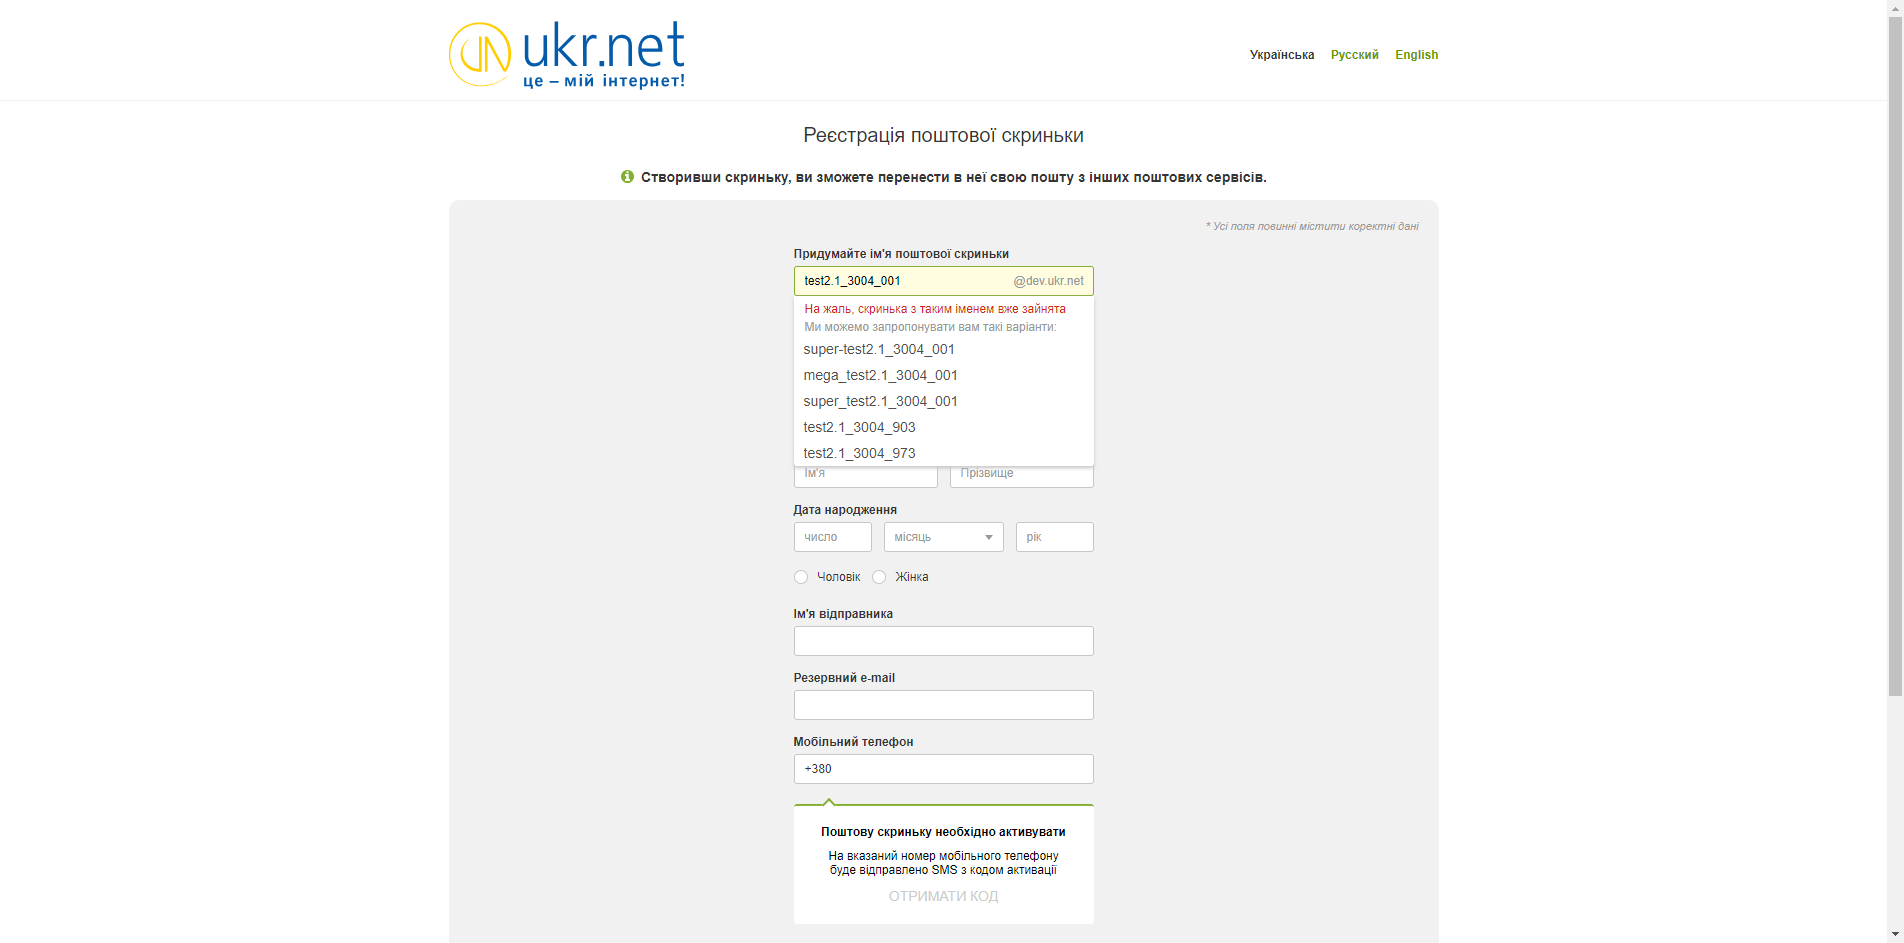 ukr.net
це – мій інтернет!
Українська Русский English
Реєстрація поштової скриньки
Створивши скриньку, ви зможете перенести в неї свою пошту з інших поштових сервісів.
* Усі поля повинні містити коректні дані
Придумайте ім'я поштової скриньки
test2.1_3004_001 @dev.ukr.net
На жаль, скринька з таким іменем вже зайнята
Ми можемо запропонувати вам такі варіанти:
super-test2.1_3004_001
mega_test2.1_3004_001
super_test2.1_3004_001
test2.1_3004_903
test2.1_3004_973
Ім'я Прізвище
Дата народження
число місяць рік
Чоловік Жінка
Ім'я відправника
Резервний e-mail
Мобільний телефон
+380
Поштову скриньку необхідно активувати
На вказаний номер мобільного телефону
буде відправлено SMS з кодом активації
ОТРИМАТИ КОД